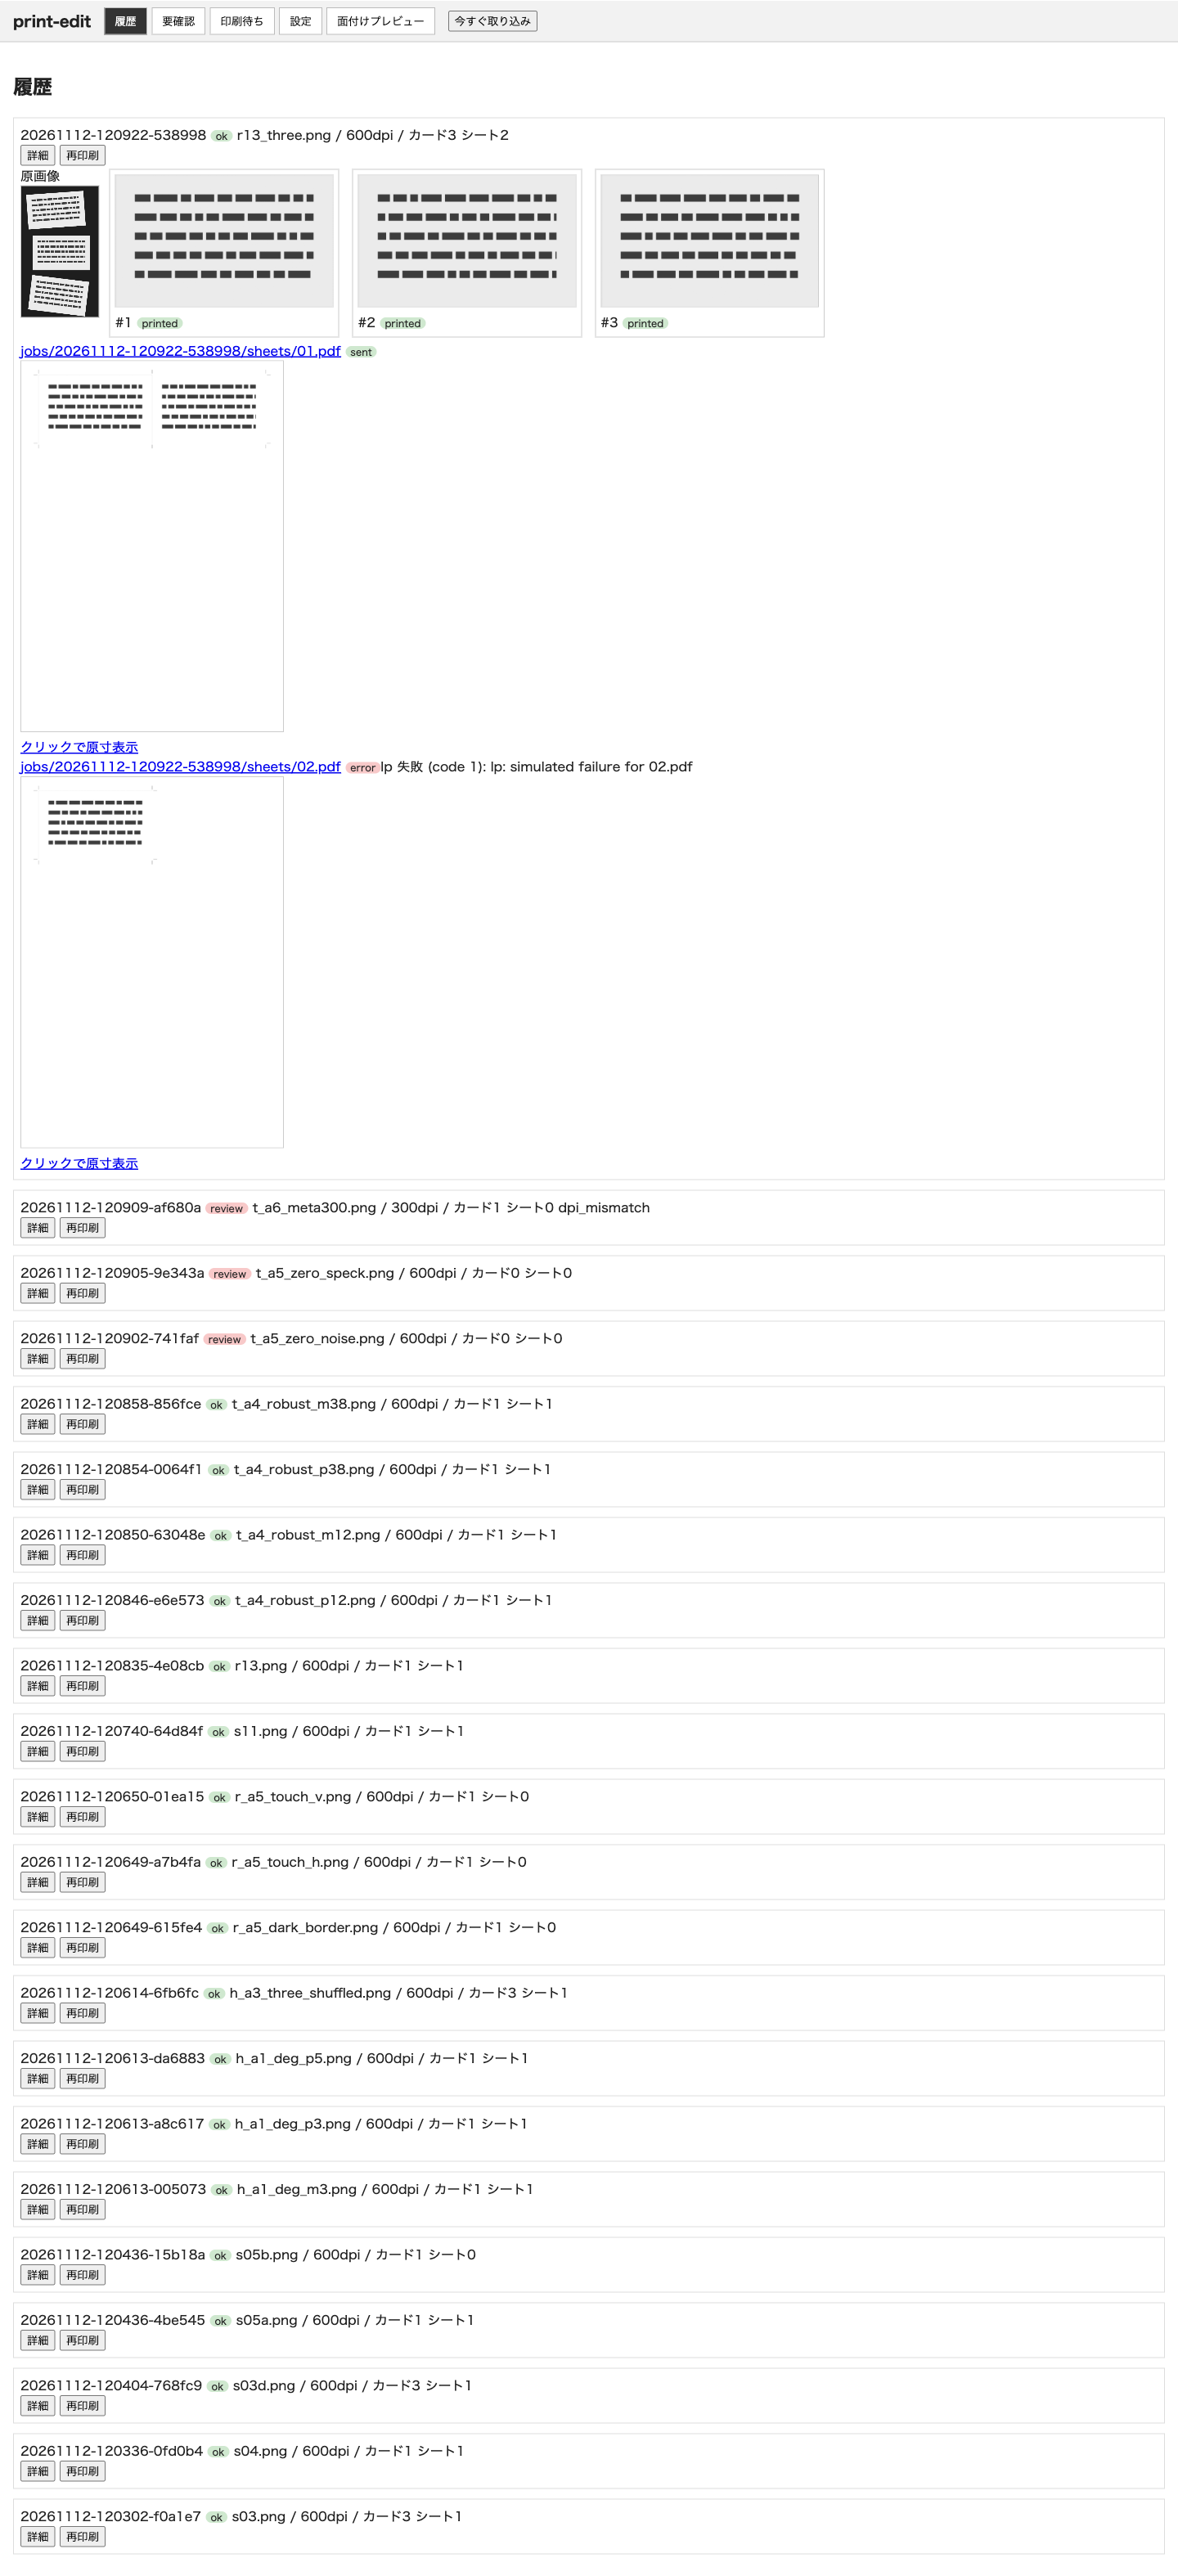 print-edit 履歴 要確認 印刷待ち 設定 面付けプレビュー 今すぐ取り込み
履歴
20261112-120922-538998 ok r13_three.png / 600dpi / カード3 シート2
詳細 再印刷
原画像
#1 printed #2 printed #3 printed
jobs/20261112-120922-538998/sheets/01.pdf sent
クリックで原寸表示
jobs/20261112-120922-538998/sheets/02.pdf error lp 失敗 (code 1): lp: simulated failure for 02.pdf
クリックで原寸表示
20261112-120909-af680a review t_a6_meta300.png / 300dpi / カード1 シート0 dpi_mismatch
詳細 再印刷
20261112-120905-9e343a review t_a5_zero_speck.png / 600dpi / カード0 シート0
詳細 再印刷
20261112-120902-741faf review t_a5_zero_noise.png / 600dpi / カード0 シート0
詳細 再印刷
20261112-120858-856fce ok t_a4_robust_m38.png / 600dpi / カード1 シート1
詳細 再印刷
20261112-120854-0064f1 ok t_a4_robust_p38.png / 600dpi / カード1 シート1
詳細 再印刷
20261112-120850-63048e ok t_a4_robust_m12.png / 600dpi / カード1 シート1
詳細 再印刷
20261112-120846-e6e573 ok t_a4_robust_p12.png / 600dpi / カード1 シート1
詳細 再印刷
20261112-120835-4e08cb ok r13.png / 600dpi / カード1 シート1
詳細 再印刷
20261112-120740-64d84f ok s11.png / 600dpi / カード1 シート1
詳細 再印刷
20261112-120650-01ea15 ok r_a5_touch_v.png / 600dpi / カード1 シート0
詳細 再印刷
20261112-120649-a7b4fa ok r_a5_touch_h.png / 600dpi / カード1 シート0
詳細 再印刷
20261112-120649-615fe4 ok r_a5_dark_border.png / 600dpi / カード1 シート0
詳細 再印刷
20261112-120614-6fb6fc ok h_a3_three_shuffled.png / 600dpi / カード3 シート1
詳細 再印刷
20261112-120613-da6883 ok h_a1_deg_p5.png / 600dpi / カード1 シート1
詳細 再印刷
20261112-120613-a8c617 ok h_a1_deg_p3.png / 600dpi / カード1 シート1
詳細 再印刷
20261112-120613-005073 ok h_a1_deg_m3.png / 600dpi / カード1 シート1
詳細 再印刷
20261112-120436-15b18a ok s05b.png / 600dpi / カード1 シート0
詳細 再印刷
20261112-120436-4be545 ok s05a.png / 600dpi / カード1 シート1
詳細 再印刷
20261112-120404-768fc9 ok s03d.png / 600dpi / カード3 シート1
詳細 再印刷
20261112-120336-0fd0b4 ok s04.png / 600dpi / カード1 シート1
詳細 再印刷
20261112-120302-f0a1e7 ok s03.png / 600dpi / カード3 シート1
詳細 再印刷